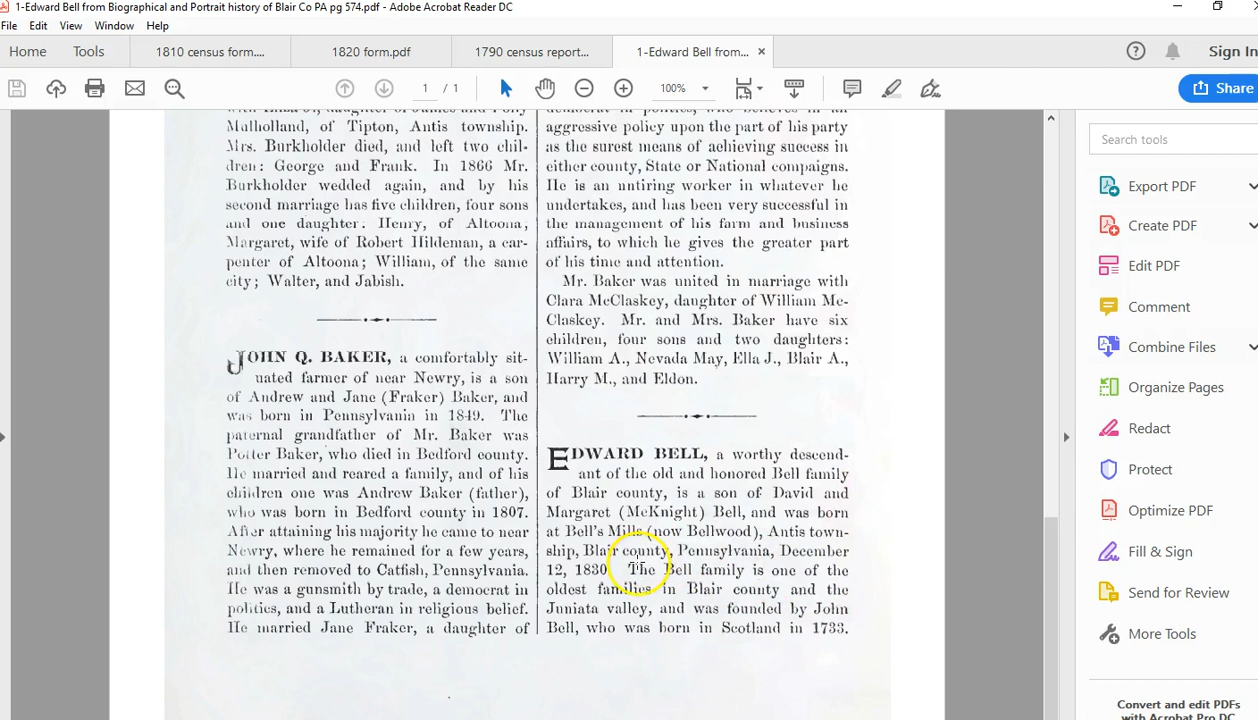 1-Edward Bell from Biographical and Portrait history of Blair Co PA pg 574.pdf - Adobe Acrobat Reader DC
File Edit View Window Help
Home Tools 1810 census form.... 1820 form.pdf 1790 census report... 1-Edward Bell from... × Sign In
1 / 1 100% Share
Mulholland, of Tipton, Antis township.
Mrs. Burkholder died, and left two chil-
dren: George and Frank. In 1866 Mr.
Burkholder wedded again, and by his
second marriage has five children, four sons
and one daughter: Henry, of Altoona;
Margaret, wife of Robert Hildeman, a car-
penter of Altoona; William, of the same
city; Walter, and Jabish.
JOHN Q. BAKER, a comfortably sit-
uated farmer of near Newry, is a son
of Andrew and Jane (Fraker) Baker, and
was born in Pennsylvania in 1849. The
paternal grandfather of Mr. Baker was
Potter Baker, who died in Bedford county.
He married and reared a family, and of his
children one was Andrew Baker (father),
who was born in Bedford county in 1807.
After attaining his majority he came to near
Newry, where he remained for a few years,
and then removed to Catfish, Pennsylvania.
He was a gunsmith by trade, a democrat in
politics, and a Lutheran in religious belief.
He married Jane Fraker, a daughter of
democrat in politics, who believes in an
aggressive policy upon the part of his party
as the surest means of achieving success in
either county, State or National compaigns.
He is an untiring worker in whatever he
undertakes, and has been very successful in
the management of his farm and business
affairs, to which he gives the greater part
of his time and attention.
Mr. Baker was united in marriage with
Clara McClaskey, daughter of William Mc-
Claskey. Mr. and Mrs. Baker have six
children, four sons and two daughters:
William A., Nevada May, Ella J., Blair A.,
Harry M., and Eldon.
EDWARD BELL, a worthy descend-
ant of the old and honored Bell family
of Blair county, is a son of David and
Margaret (McKnight) Bell, and was born
at Bell's Mills (now Bellwood), Antis town-
ship, Blair county, Pennsylvania, December
12, 1830. The Bell family is one of the
oldest families in Blair county and the
Juniata valley, and was founded by John
Bell, who was born in Scotland in 1733.
Search tools
Export PDF
Create PDF
Edit PDF
Comment
Combine Files
Organize Pages
Redact
Protect
Optimize PDF
Fill & Sign
Send for Review
More Tools
Convert and edit PDFs
with Acrobat Pro DC